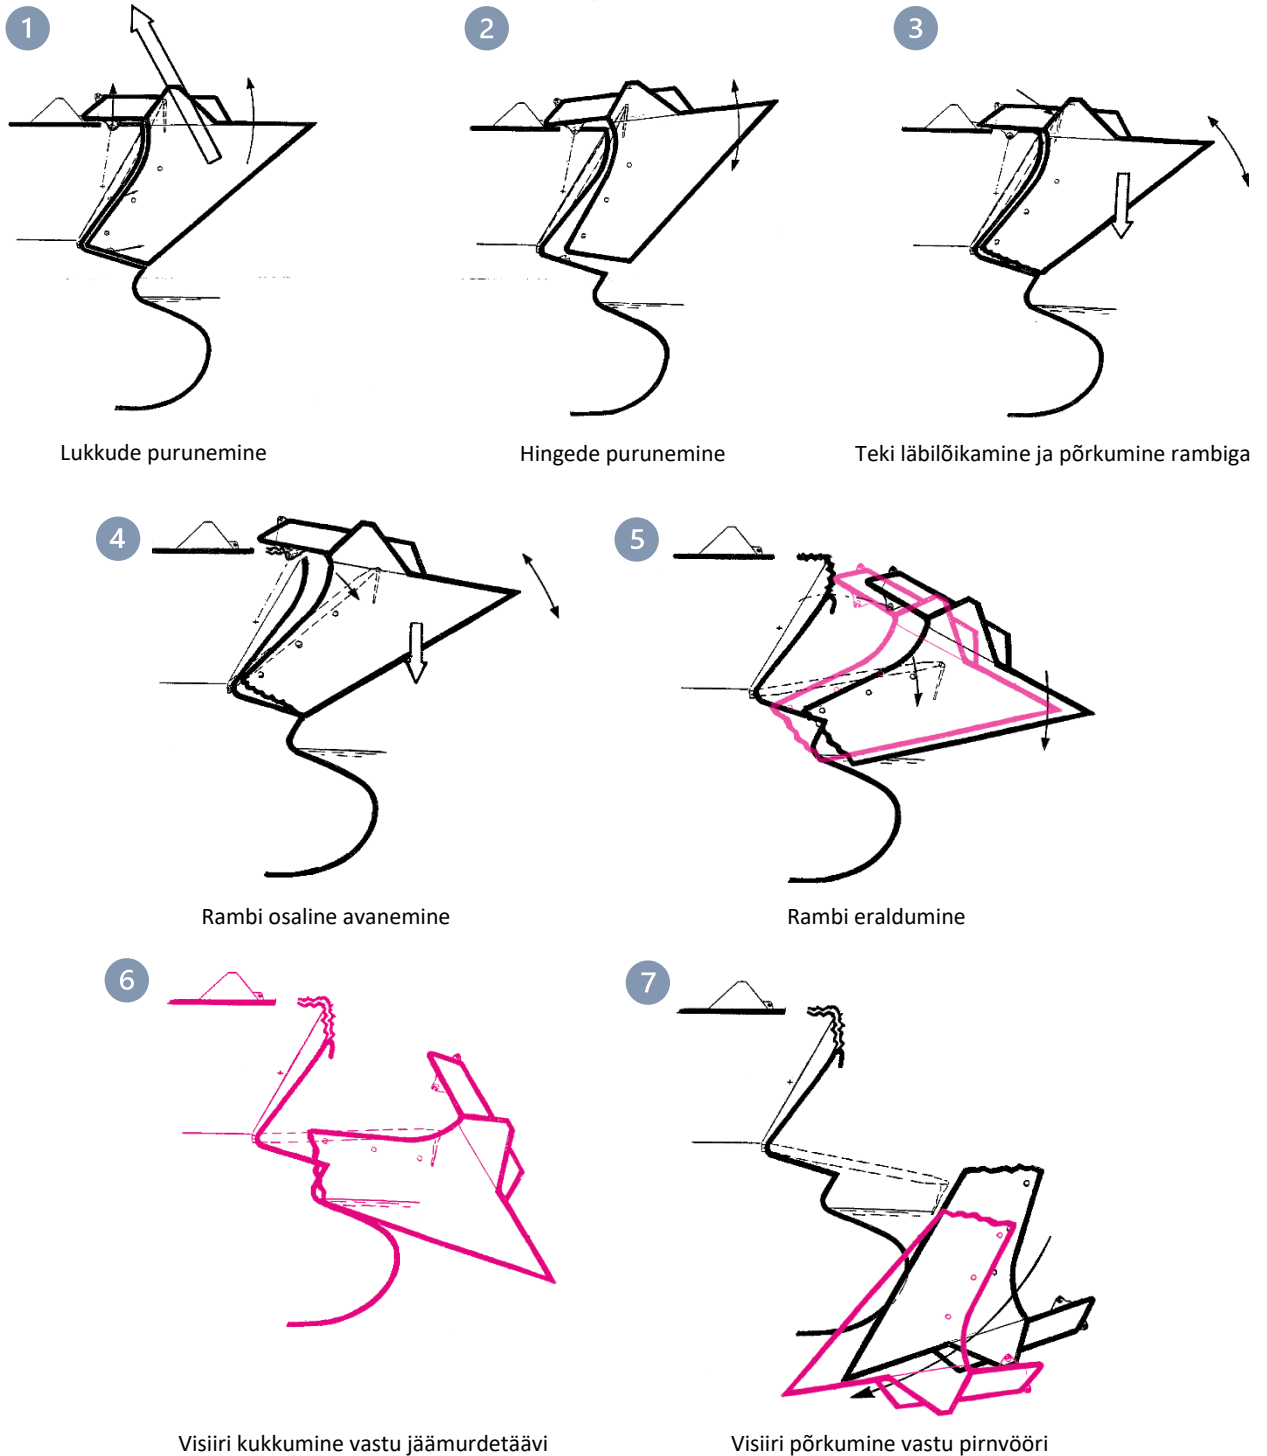 1
2
3
Lukkude purunemine
Hingede purunemine
Teki läbilõikamine ja põrkumine rambiga
4
5
Rambi osaline avanemine
Rambi eraldumine
6
7
Visiiri kukkumine vastu jäämurdetäävi
Visiiri põrkumine vastu pirnvööri